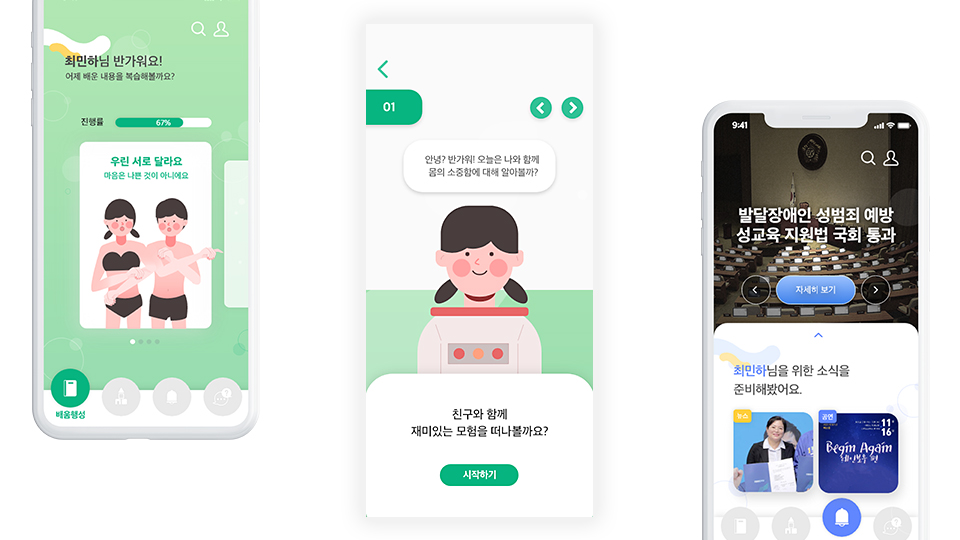 최민하님 반가워요!
어제 배운 내용을 복습해볼까요?
진행률
67%
우린 서로 달라요
마음은 나쁜 것이 아니에요
배움행성
01
안녕? 반가워! 오늘은 나와 함께
몸의 소중함에 대해 알아볼까?
친구와 함께
재미있는 모험을 떠나볼까요?
시작하기
9:41
발달장애인 성범죄 예방
성교육 지원법 국회 통과
자세히 보기
최민하님을 위한 소식을
준비해봤어요.
뉴스
공연
11
16
Begin Again